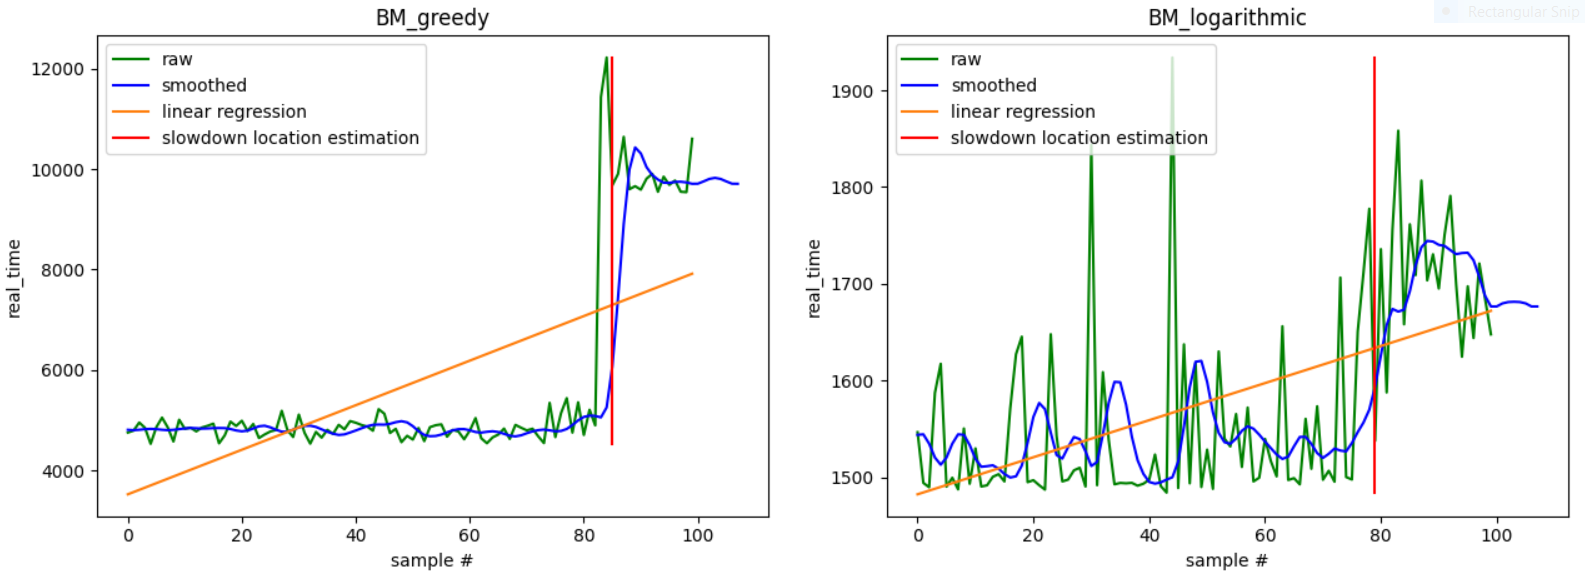 Rectangular Snip
BM_greedy
raw
smoothed
linear regression
slowdown location estimation
12000
10000
8000
6000
4000
real_time
0 20 40 60 80 100
sample #
BM_logarithmic
raw
smoothed
linear regression
slowdown location estimation
1900
1800
1700
1600
1500
real_time
0 20 40 60 80 100
sample #